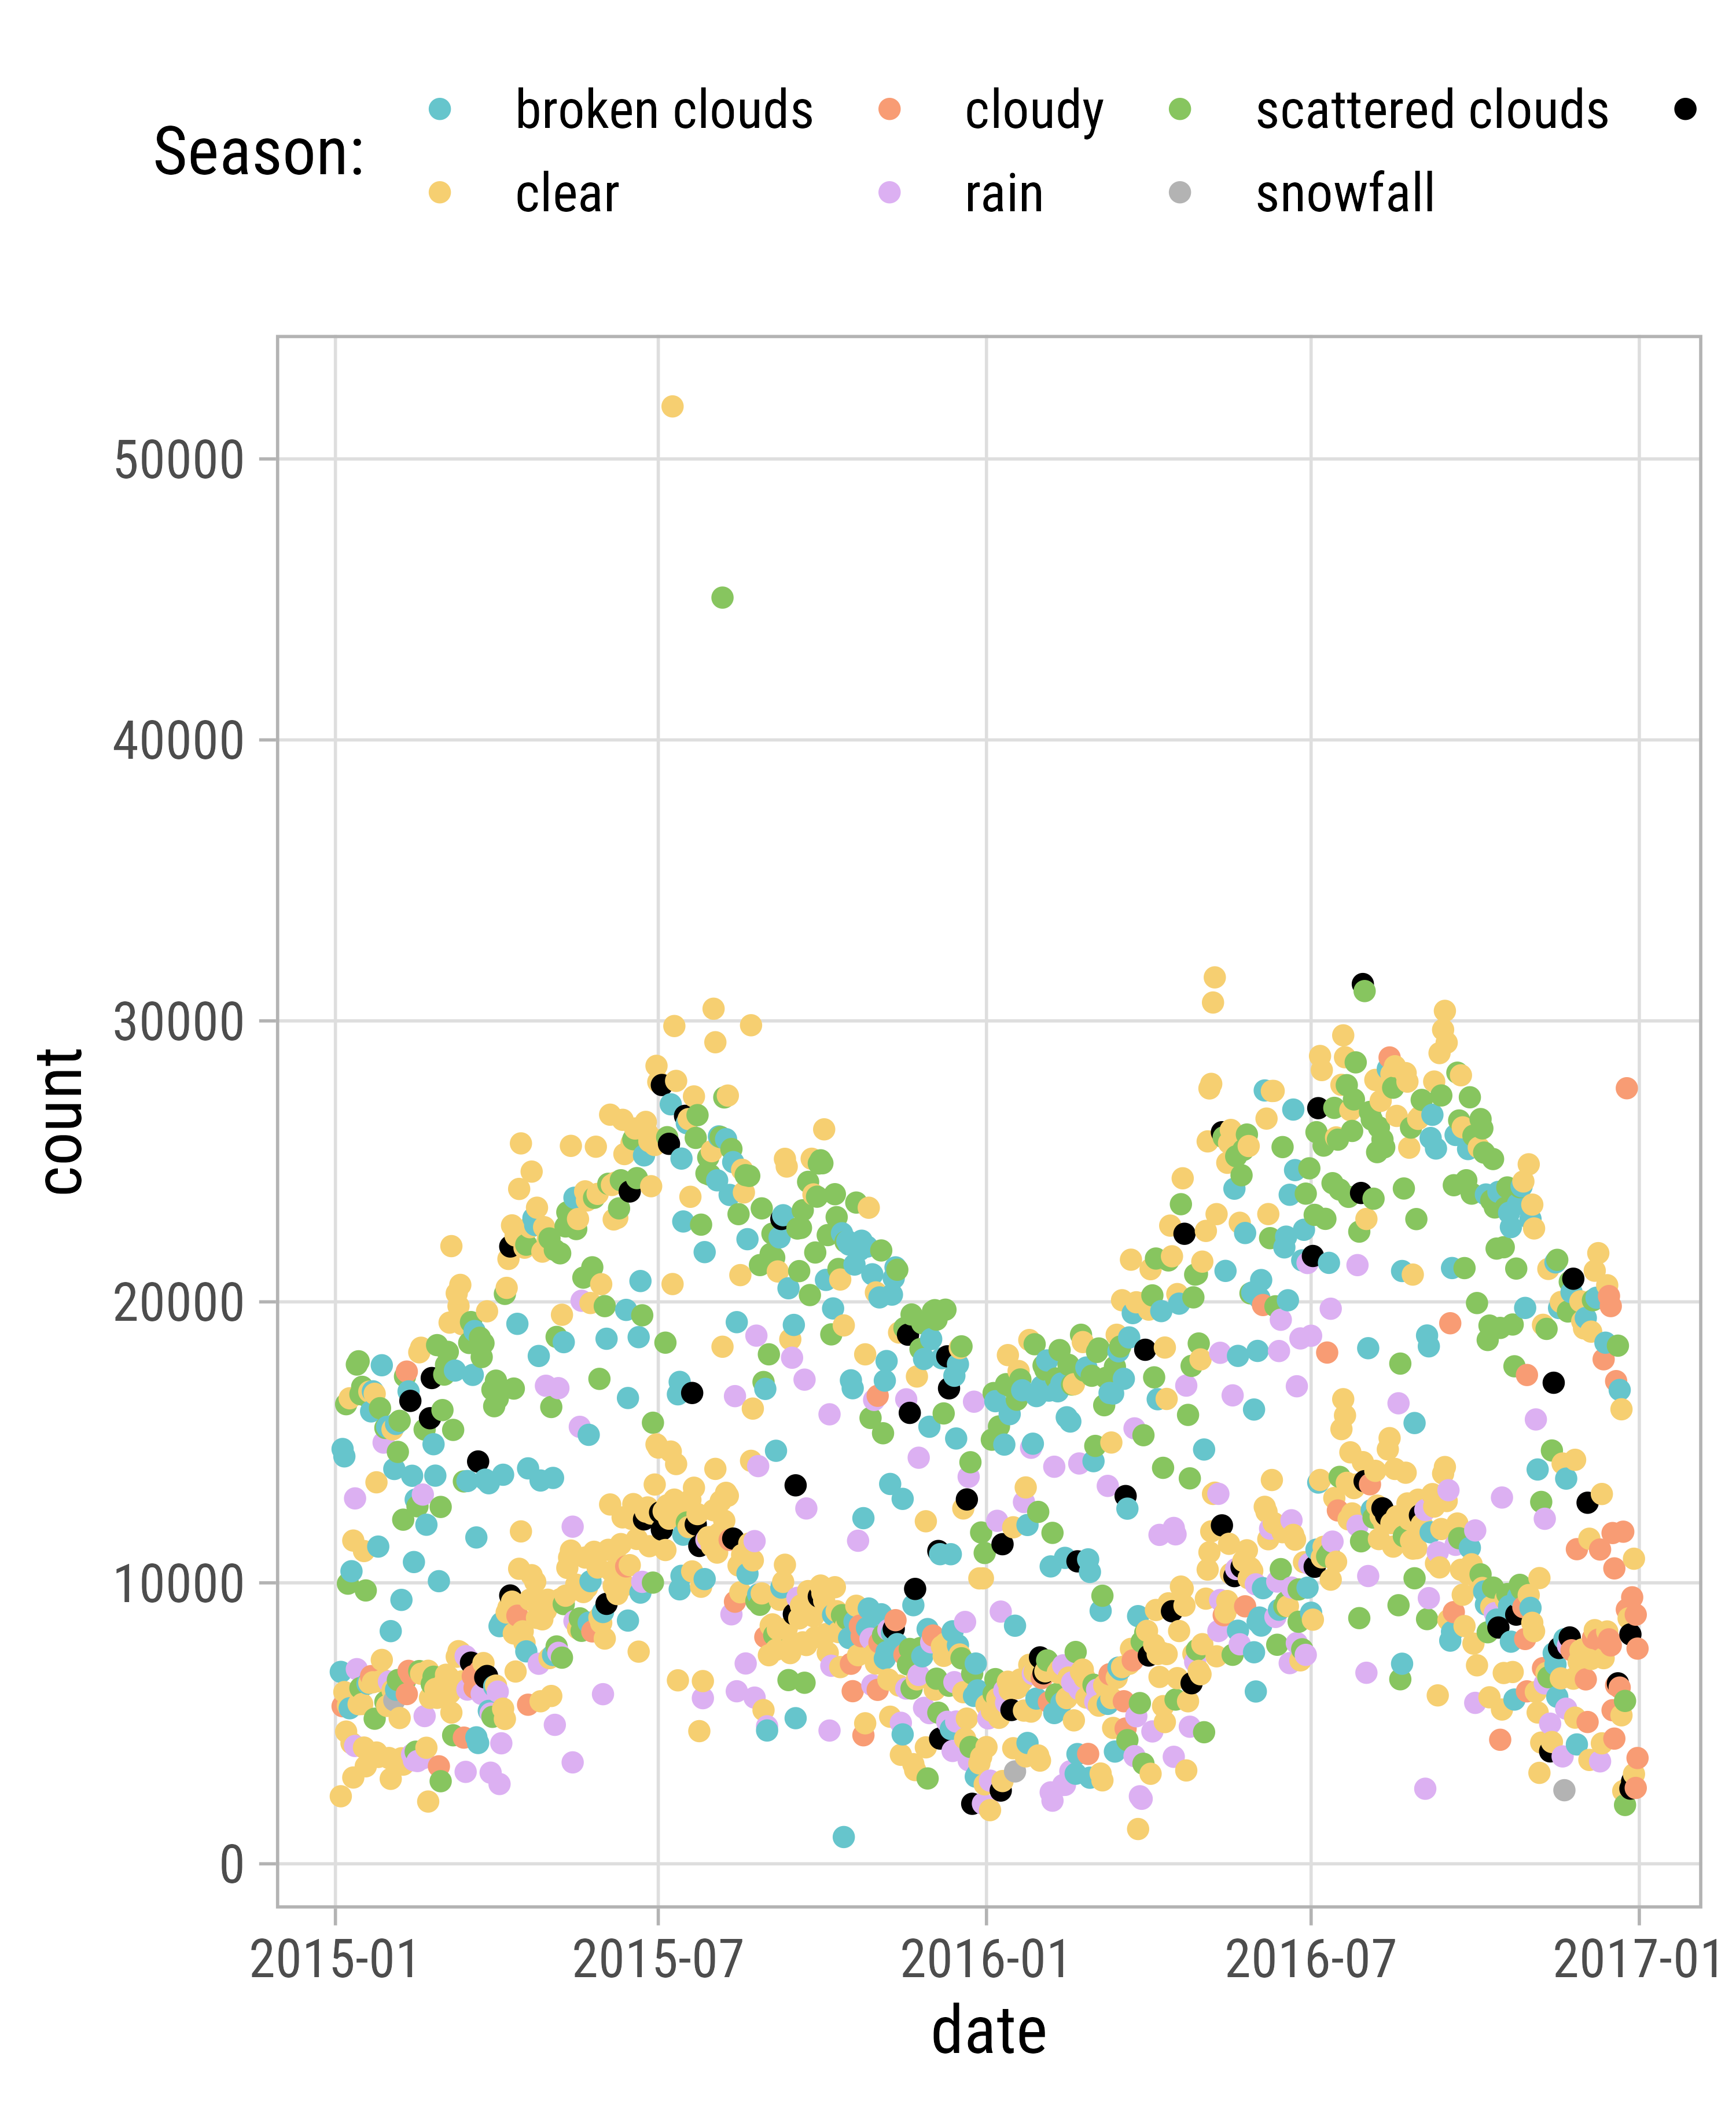 Season:
broken clouds
cloudy
scattered clouds
clear
rain
snowfall
50000
40000
30000
20000
10000
0
count
2015-01
2015-07
2016-01
2016-07
2017-01
date